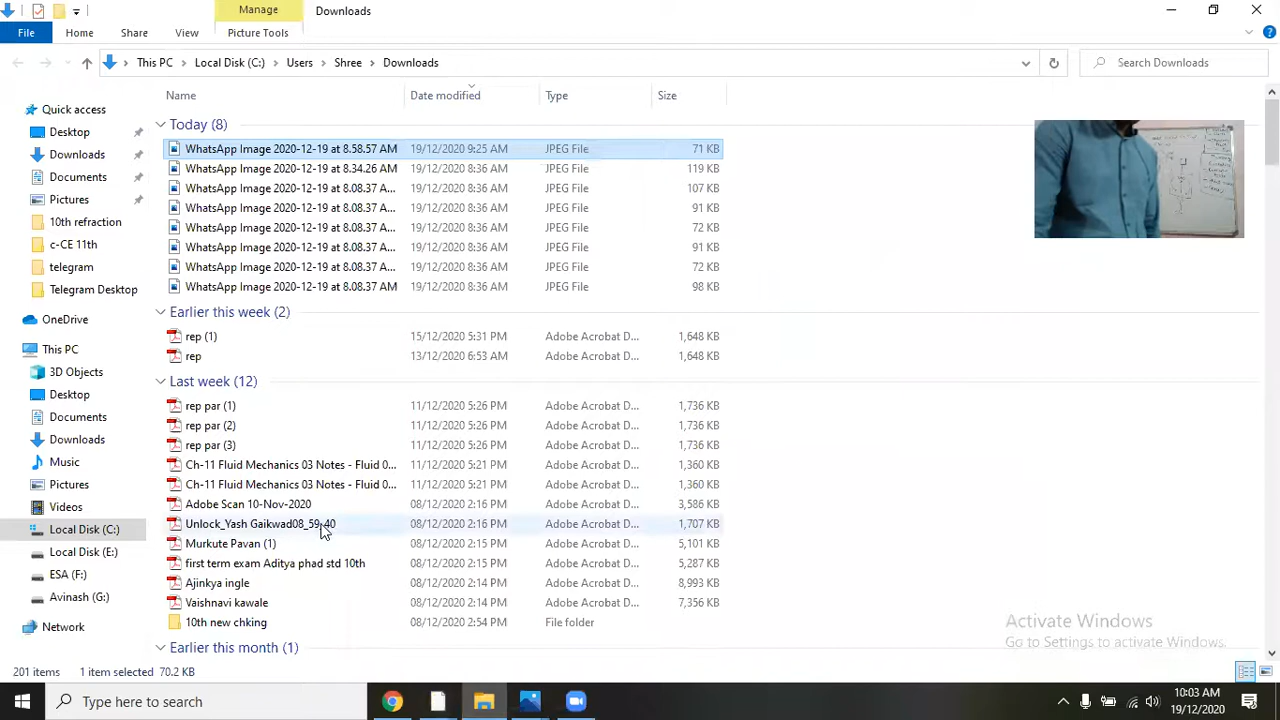 Manage
Downloads
File
Home
Share
View
Picture Tools
This PC
Local Disk (C:)
Users
Shree
Downloads
Search Downloads
Name
Date modified
Type
Size
Quick access
Desktop
Downloads
Documents
Pictures
10th refraction
c-CE 11th
telegram
Telegram Desktop
OneDrive
This PC
3D Objects
Desktop
Documents
Downloads
Music
Pictures
Videos
Local Disk (C:)
Local Disk (E:)
ESA (F:)
Avinash (G:)
Network
Today (8)
WhatsApp Image 2020-12-19 at 8.58.57 AM 19/12/2020 9:25 AM JPEG File 71 KB
WhatsApp Image 2020-12-19 at 8.34.26 AM 19/12/2020 8:36 AM JPEG File 119 KB
WhatsApp Image 2020-12-19 at 8.08.37 A... 19/12/2020 8:36 AM JPEG File 107 KB
WhatsApp Image 2020-12-19 at 8.08.37 A... 19/12/2020 8:36 AM JPEG File 91 KB
WhatsApp Image 2020-12-19 at 8.08.37 A... 19/12/2020 8:36 AM JPEG File 72 KB
WhatsApp Image 2020-12-19 at 8.08.37 A... 19/12/2020 8:36 AM JPEG File 91 KB
WhatsApp Image 2020-12-19 at 8.08.37 A... 19/12/2020 8:36 AM JPEG File 72 KB
WhatsApp Image 2020-12-19 at 8.08.37 AM 19/12/2020 8:36 AM JPEG File 98 KB
Earlier this week (2)
rep (1) 15/12/2020 5:31 PM Adobe Acrobat D... 1,648 KB
rep 13/12/2020 6:53 AM Adobe Acrobat D... 1,648 KB
Last week (12)
rep par (1) 11/12/2020 5:26 PM Adobe Acrobat D... 1,736 KB
rep par (2) 11/12/2020 5:26 PM Adobe Acrobat D... 1,736 KB
rep par (3) 11/12/2020 5:26 PM Adobe Acrobat D... 1,736 KB
Ch-11 Fluid Mechanics 03 Notes - Fluid 0... 11/12/2020 5:21 PM Adobe Acrobat D... 1,360 KB
Ch-11 Fluid Mechanics 03 Notes - Fluid 0... 11/12/2020 5:21 PM Adobe Acrobat D... 1,360 KB
Adobe Scan 10-Nov-2020 08/12/2020 2:16 PM Adobe Acrobat D... 3,586 KB
Unlock_Yash Gaikwad08_59_40 08/12/2020 2:16 PM Adobe Acrobat D... 1,707 KB
Murkute Pavan (1) 08/12/2020 2:15 PM Adobe Acrobat D... 5,101 KB
first term exam Aditya phad std 10th 08/12/2020 2:15 PM Adobe Acrobat D... 5,287 KB
Ajinkya ingle 08/12/2020 2:14 PM Adobe Acrobat D... 8,993 KB
Vaishnavi kawale 08/12/2020 2:14 PM Adobe Acrobat D... 7,356 KB
10th new chking 08/12/2020 2:54 PM File folder
Earlier this month (1)
Activate Windows
Go to Settings to activate Windows.
201 items 1 item selected 70.2 KB
Type here to search
10:03 AM
19/12/2020